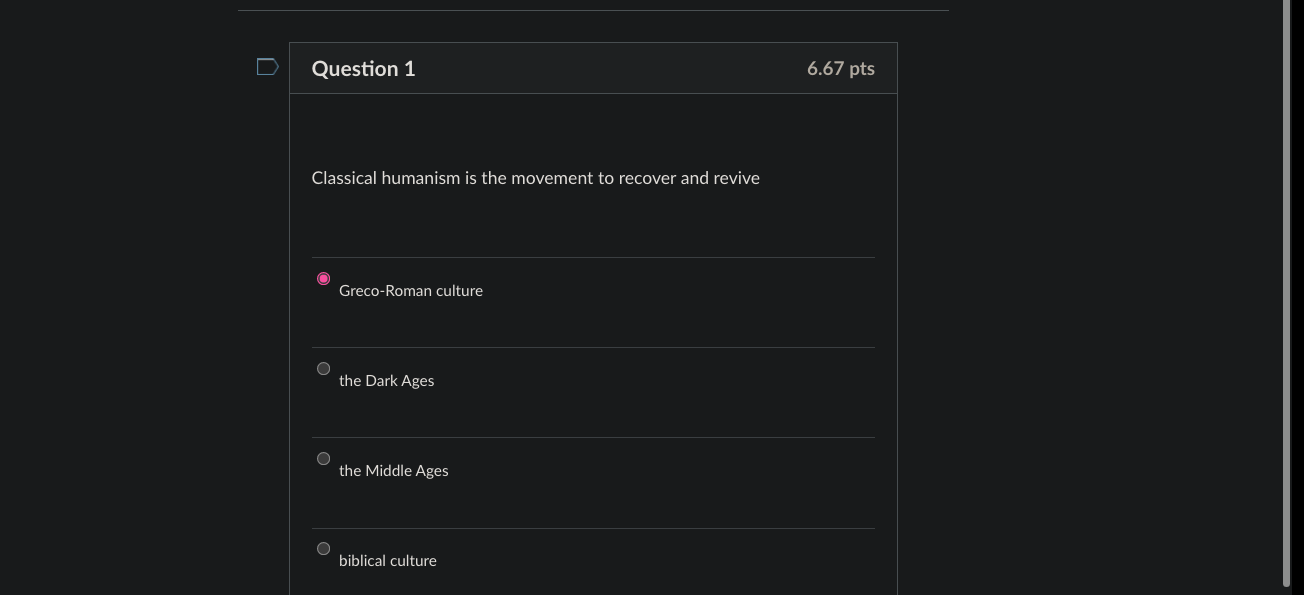 Question 1
6.67 pts
Classical humanism is the movement to recover and revive
Greco-Roman culture
the Dark Ages
the Middle Ages
biblical culture